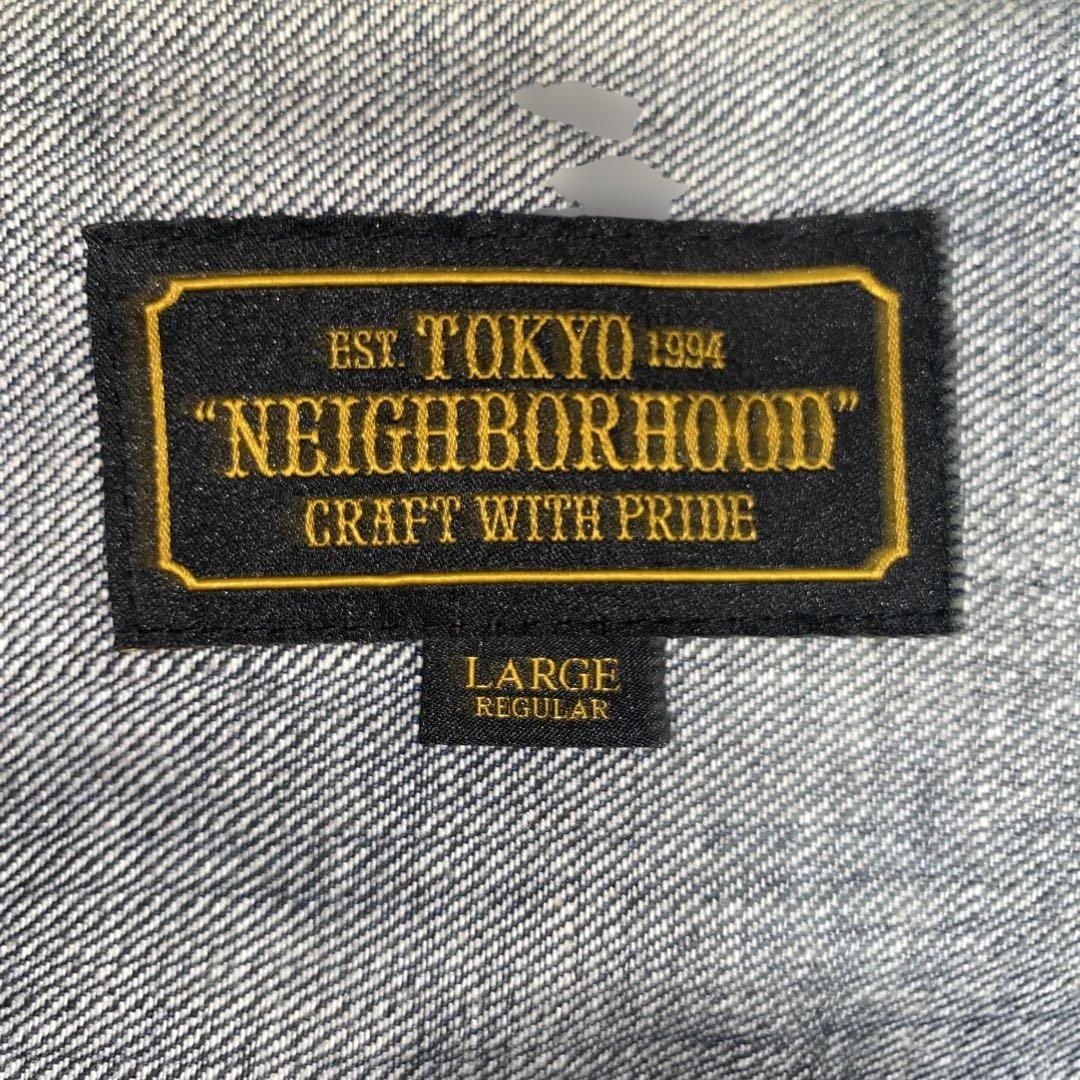 EST. TOKYO 1994
"NEIGHBORHOOD"
CRAFT WITH PRIDE
LARGE
REGULAR